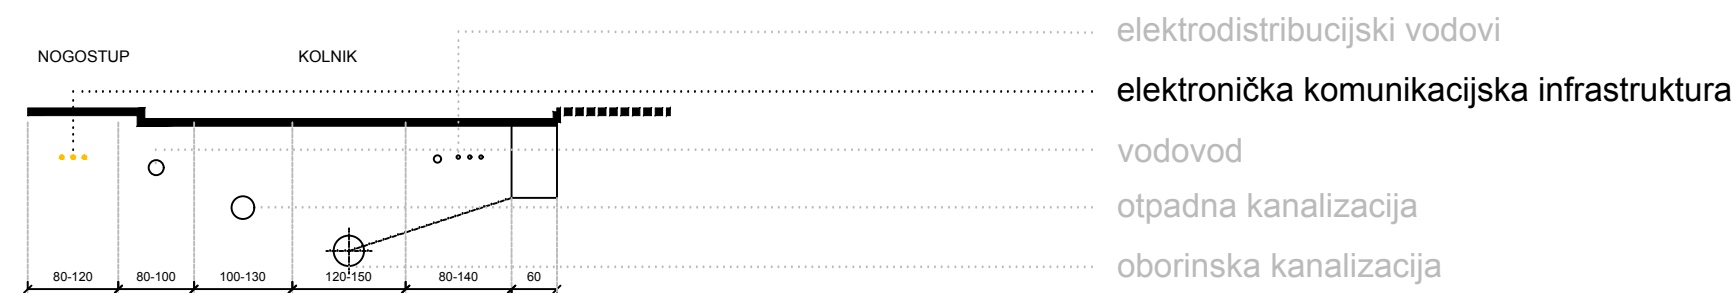 elektrodistribucijski vodovi
NOGOSTUP
KOLNIK
elektronička komunikacijska infrastruktura
vodovod
otpadna kanalizacija
oborinska kanalizacija
80-120
80-100
100-130
120-150
80-140
60